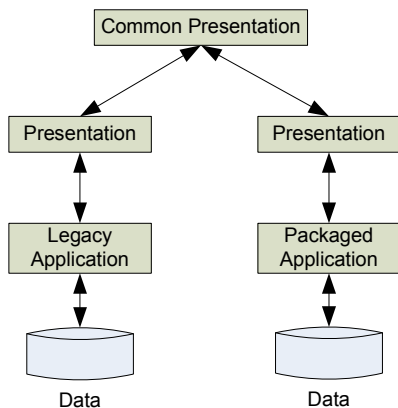 Common Presentation
Presentation
Presentation
Legacy
Application
Packaged
Application
Data
Data